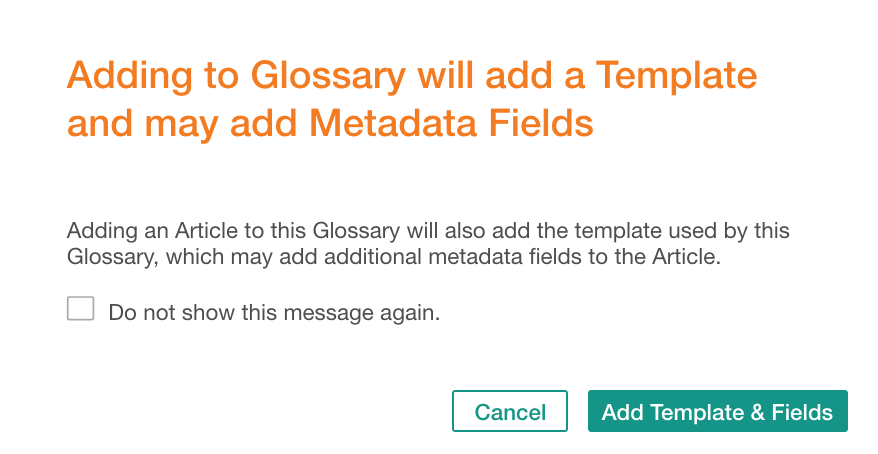 Adding to Glossary will add a Template
and may add Metadata Fields
Adding an Article to this Glossary will also add the template used by this
Glossary, which may add additional metadata fields to the Article.
Do not show this message again.
Cancel
Add Template & Fields